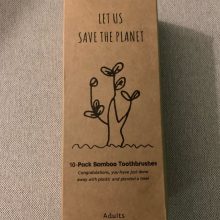 LET US
SAVE THE PLANET
10-Pack Bamboo Toothbrushes
Congratulations, you have just done
away with plastic and planted a tree!
Adults